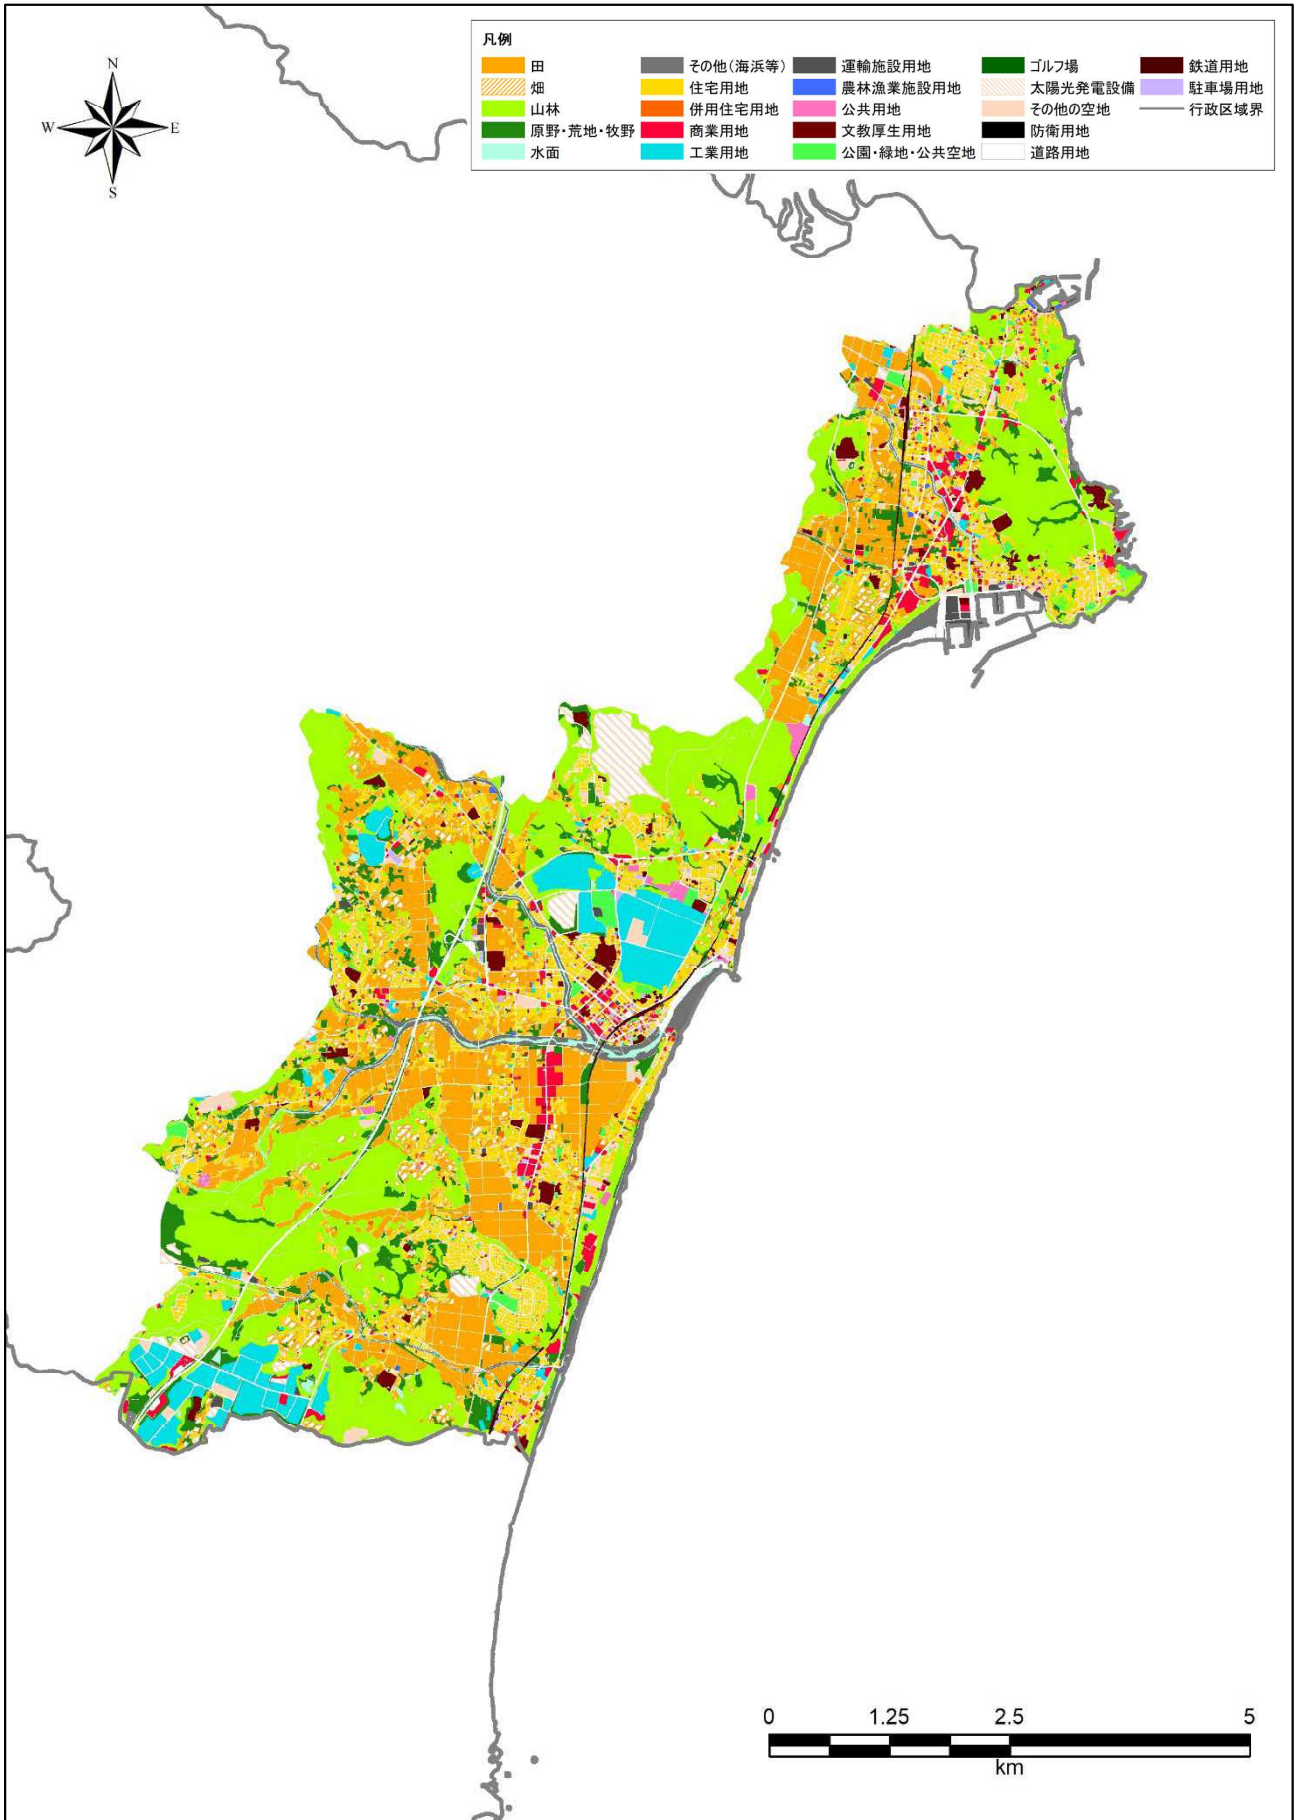 凡例
田
畑
山林
原野・荒地・牧野
水面
その他(海浜等)
住宅用地
併用住宅用地
商業用地
工業用地
運輸施設用地
農林漁業施設用地
公共用地
文教厚生用地
公園・緑地・公共空地
ゴルフ場
太陽光発電設備
その他の空地
防衛用地
道路用地
鉄道用地
駐車場用地
行政区域界
N
W E
S
0 1.25 2.5 5
km